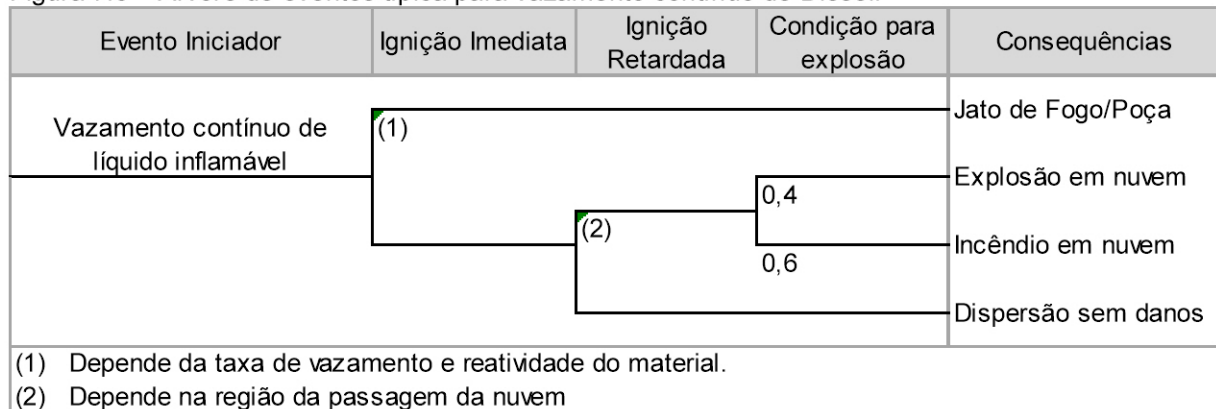 Evento Iniciador
Ignição Imediata
Ignição
Retardada
Condição para
explosão
Consequências
Vazamento contínuo de
líquido inflamável
(1)
Jato de Fogo/Poça
Explosão em nuvem
0,4
(2)
Incêndio em nuvem
0,6
Dispersão sem danos
(1) Depende da taxa de vazamento e reatividade do material.
(2) Depende na região da passagem da nuvem